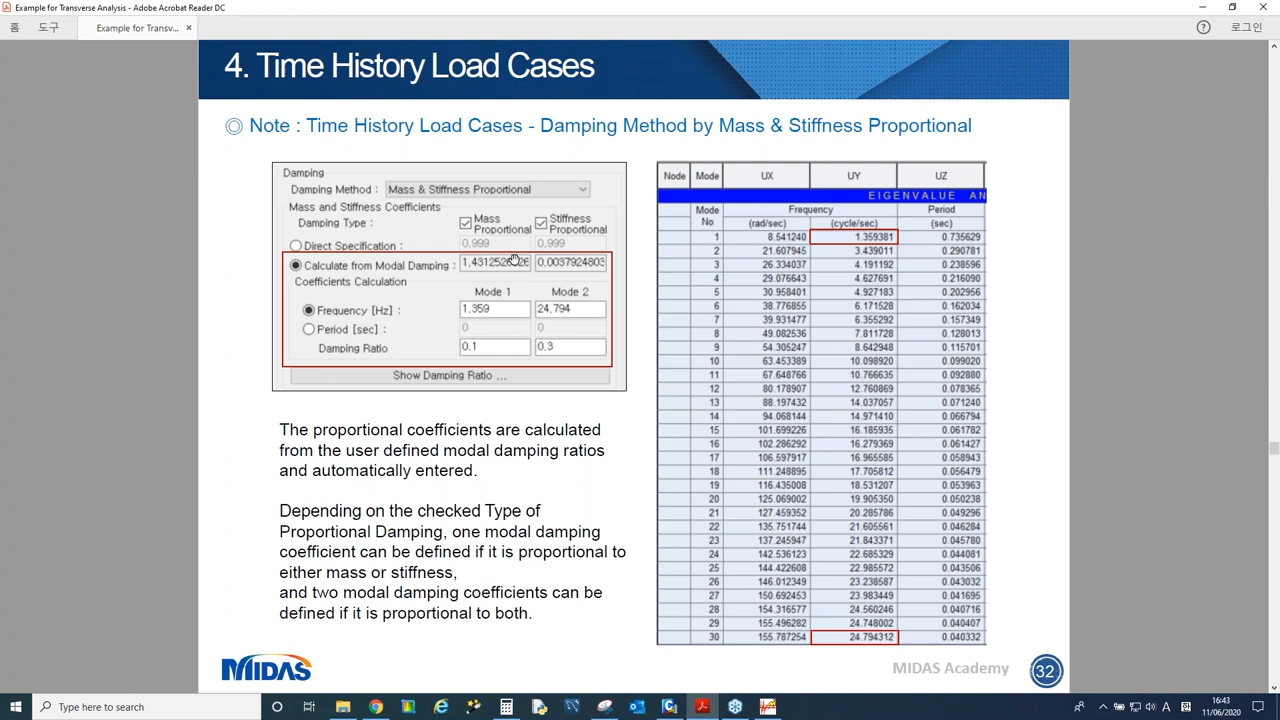 Example for Transverse Analysis - Adobe Acrobat Reader DC
홈 도구 Example for Transv... × 로그인
4. Time History Load Cases
Note : Time History Load Cases - Damping Method by Mass & Stiffness Proportional
Damping
Damping Method : Mass & Stiffness Proportional
Mass and Stiffness Coefficients
Damping Type : Mass Proportional Stiffness Proportional
Direct Specification : 0,999 0,999
Calculate from Modal Damping : 0,0037924803
Coefficients Calculation
Mode 1 Mode 2
Frequency [Hz] : 1,359 24,794
Period [sec] : 0 0
Damping Ratio 0,1 0,3
Show Damping Ratio ...
The proportional coefficients are calculated
from the user defined modal damping ratios
and automatically entered.
Depending on the checked Type of
Proportional Damping, one modal damping
coefficient can be defined if it is proportional to
either mass or stiffness,
and two modal damping coefficients can be
defined if it is proportional to both.
Node Mode UX UY UZ
EIGENVALUE AN
Mode Frequency Period
No (rad/sec) (cycle/sec) (sec)
1 8.541240 1.359381 0.735629
2 21.607945 3.439011 0.290781
3 26.334037 4.191192 0.238596
4 29.076643 4.627691 0.216090
5 30.958401 4.927183 0.202956
6 38.776855 6.171528 0.162034
7 39.931477 6.355292 0.157349
8 49.082536 7.811728 0.128013
9 54.305247 8.642948 0.115701
10 63.453389 10.098920 0.099020
11 67.648766 10.766635 0.092880
12 80.178907 12.760869 0.078365
13 88.197432 14.037057 0.071240
14 94.068144 14.971410 0.066794
15 101.699226 16.185935 0.061782
16 102.286292 16.279369 0.061427
17 106.597917 16.965585 0.058943
18 111.248895 17.705812 0.056479
19 116.435008 18.531207 0.053963
20 125.069002 19.905350 0.050238
21 127.459352 20.285786 0.049296
22 135.751744 21.605561 0.046284
23 137.245947 21.843371 0.045780
24 142.536123 22.685329 0.044081
25 144.422608 22.985572 0.043506
26 146.012349 23.238587 0.043032
27 150.692453 23.983449 0.041695
28 154.316577 24.560246 0.040716
29 155.496282 24.748002 0.040407
30 155.787254 24.794312 0.040332
MIDAS
MIDAS Academy 32
Type here to search
16:43
11/06/2020